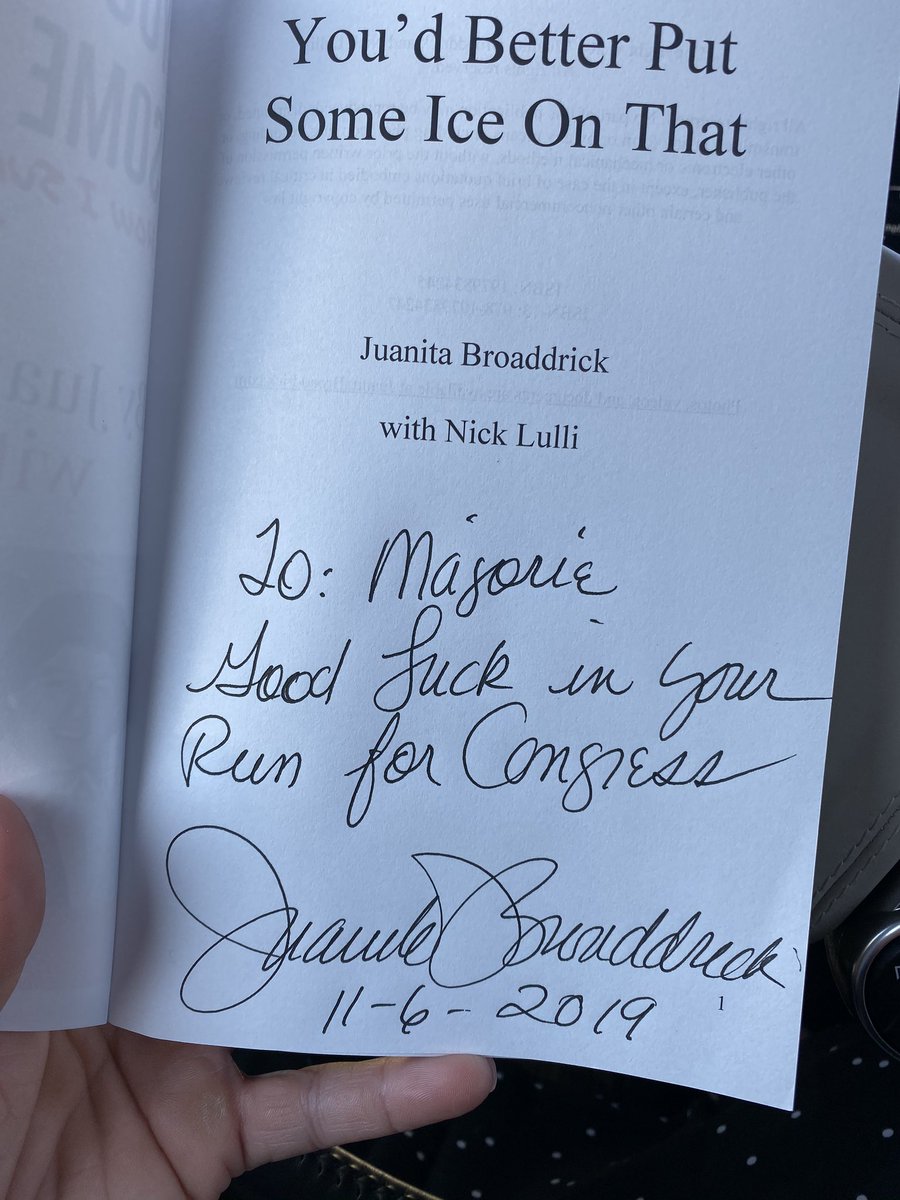 You’d Better Put
Some Ice On That
Juanita Broaddrick
with Nick Lulli
To: Majorie
Good Luck in Your
Run for Congress
Juanita Broaddrick
11-6-2019
1